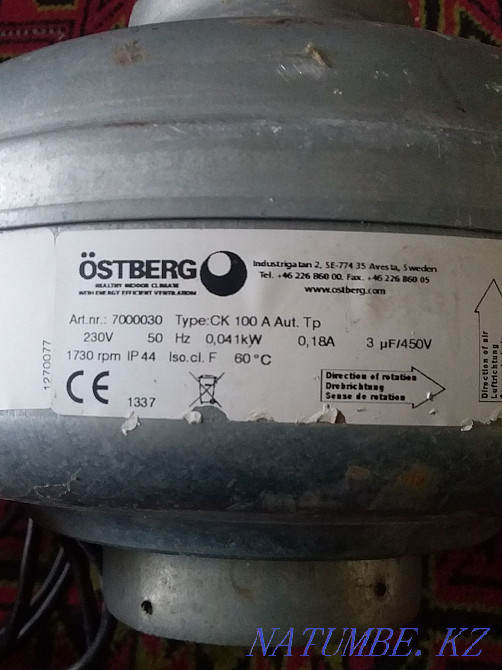 ÖSTBERG
HEALTHY INDOOR CLIMATE
WITH ENERGY EFFICIENT VENTILATION
Industrigatan 2, SE-774 35 Avesta, Sweden
Tel. +46 226 860 00. Fax. +46 226 860 05
www.ostberg.com
Art.nr.: 7000030 Type:CK 100 A Aut. Tp
230V 50 Hz 0,041kW 0,18A 3 µF/450V
1730 rpm IP 44 Iso.cl. F 60 °C
CE
1337
Direction of rotation
Drehrichtung
Sense de rotation
1270077
Direction of air
Luftrichtung
NATUMBE.KZ